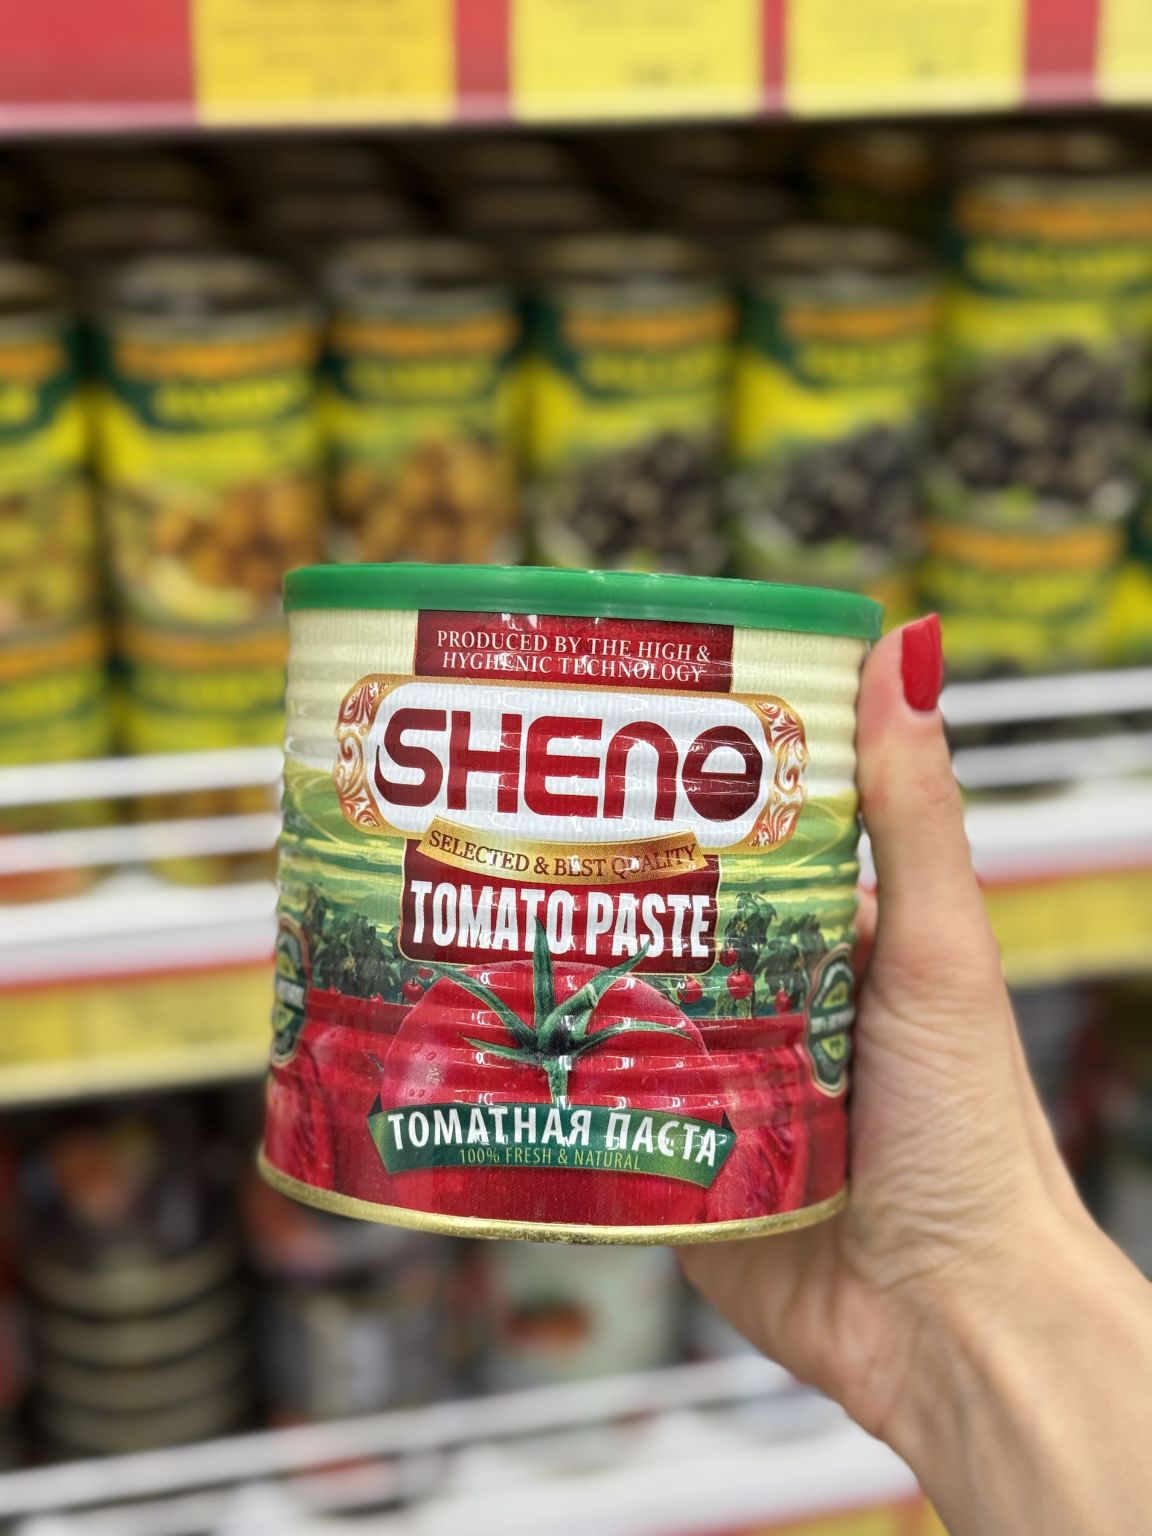 PRODUCED BY THE HIGH &
HYGHENIC TECHNOLOGY
SHENO
SELECTED & BEST QUALITY
TOMATO PASTE
ТОМАТНАЯ ПАСТА
100% FRESH & NATURAL